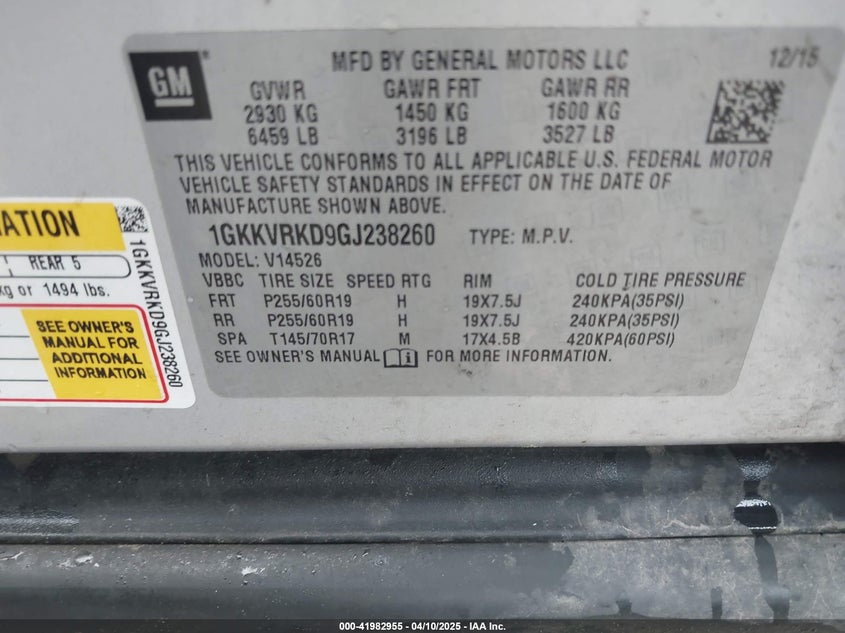 GM
MFD BY GENERAL MOTORS LLC 12/15
GVWR GAWR FRT GAWR RR
2930 KG 1450 KG 1600 KG
6459 LB 3196 LB 3527 LB
THIS VEHICLE CONFORMS TO ALL APPLICABLE U.S. FEDERAL MOTOR
VEHICLE SAFETY STANDARDS IN EFFECT ON THE DATE OF
MANUFACTURE SHOWN ABOVE.
1GKKVRKD9GJ238260 TYPE: M.P.V.
MODEL: V14526
VBBC TIRE SIZE SPEED RTG RIM COLD TIRE PRESSURE
FRT P255/60R19 H 19X7.5J 240KPA(35PSI)
RR P255/60R19 H 19X7.5J 240KPA(35PSI)
SPA T145/70R17 M 17X4.5B 420KPA(60PSI)
SEE OWNER'S MANUAL FOR MORE INFORMATION.
REAR 5
kg or 1494 lbs.
SEE OWNER'S
MANUAL FOR
ADDITIONAL
INFORMATION
1GKKVRKD9GJ238260
000-41982955 - 04/10/2025 - IAA Inc.